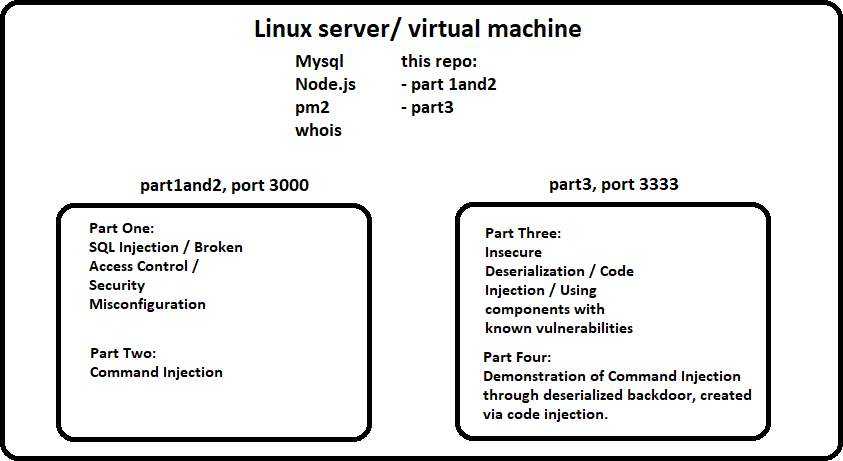 Linux server/ virtual machine
Mysql
Node.js
pm2
whois
this repo:
- part 1and2
- part3
part1and2, port 3000
Part One:
SQL Injection / Broken
Access Control /
Security
Misonfiguration
Part Two:
Command Injection
part3, port 3333
Part Three:
Insecure
Deserialization / Code
Injection / Using
components with
known vulnerabilities
Part Four:
Demonstration of Command Injection
through deserialized backdoor, created
via code injection.